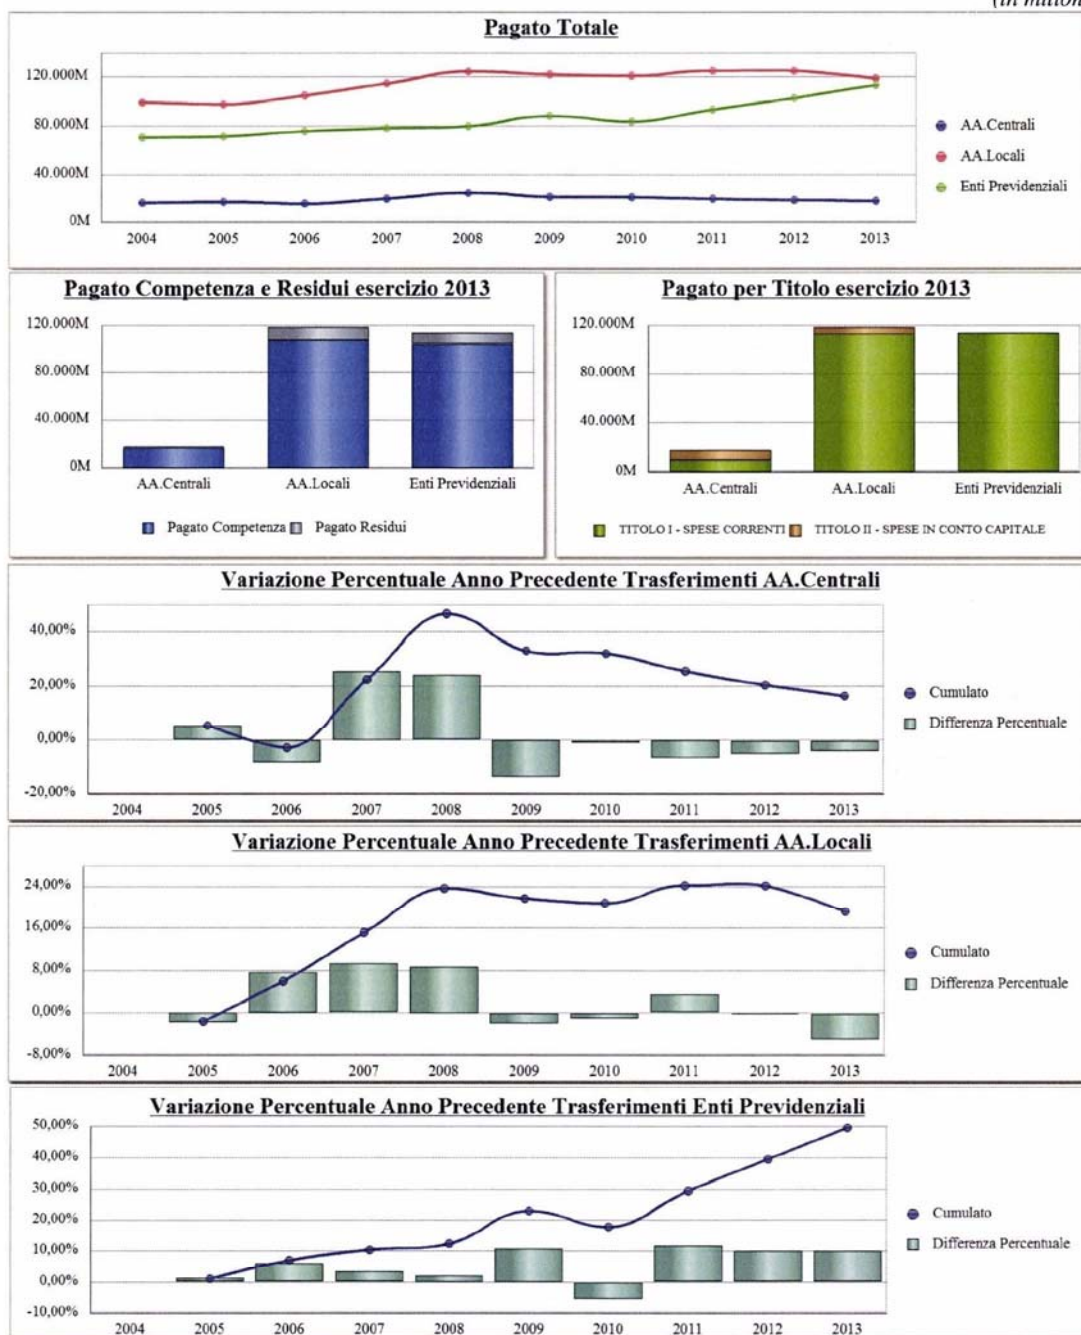 (in milion
Pagato Totale
120.000M
80.000M
40.000M
0M
2004 2005 2006 2007 2008 2009 2010 2011 2012 2013
AA.Centrali
AA.Locali
Enti Previdenziali
Pagato Competenza e Residui esercizio 2013
120.000M
80.000M
40.000M
0M
AA.Centrali AA.Locali Enti Previdenziali
Pagato Competenza Pagato Residui
Pagato per Titolo esercizio 2013
120.000M
80.000M
40.000M
0M
AA.Centrali AA.Locali Enti Previdenziali
TITOLO I - SPESE CORRENTI TITOLO II - SPESE IN CONTO CAPITALE
Variazione Percentuale Anno Precedente Trasferimenti AA.Centrali
40,00%
20,00%
0,00%
-20,00%
2004 2005 2006 2007 2008 2009 2010 2011 2012 2013
Cumulato
Differenza Percentuale
Variazione Percentuale Anno Precedente Trasferimenti AA.Locali
24,00%
16,00%
8,00%
0,00%
-8,00%
2004 2005 2006 2007 2008 2009 2010 2011 2012 2013
Cumulato
Differenza Percentuale
Variazione Percentuale Anno Precedente Trasferimenti Enti Previdenziali
50,00%
40,00%
30,00%
20,00%
10,00%
0,00%
-10,00%
2004 2005 2006 2007 2008 2009 2010 2011 2012 2013
Cumulato
Differenza Percentuale